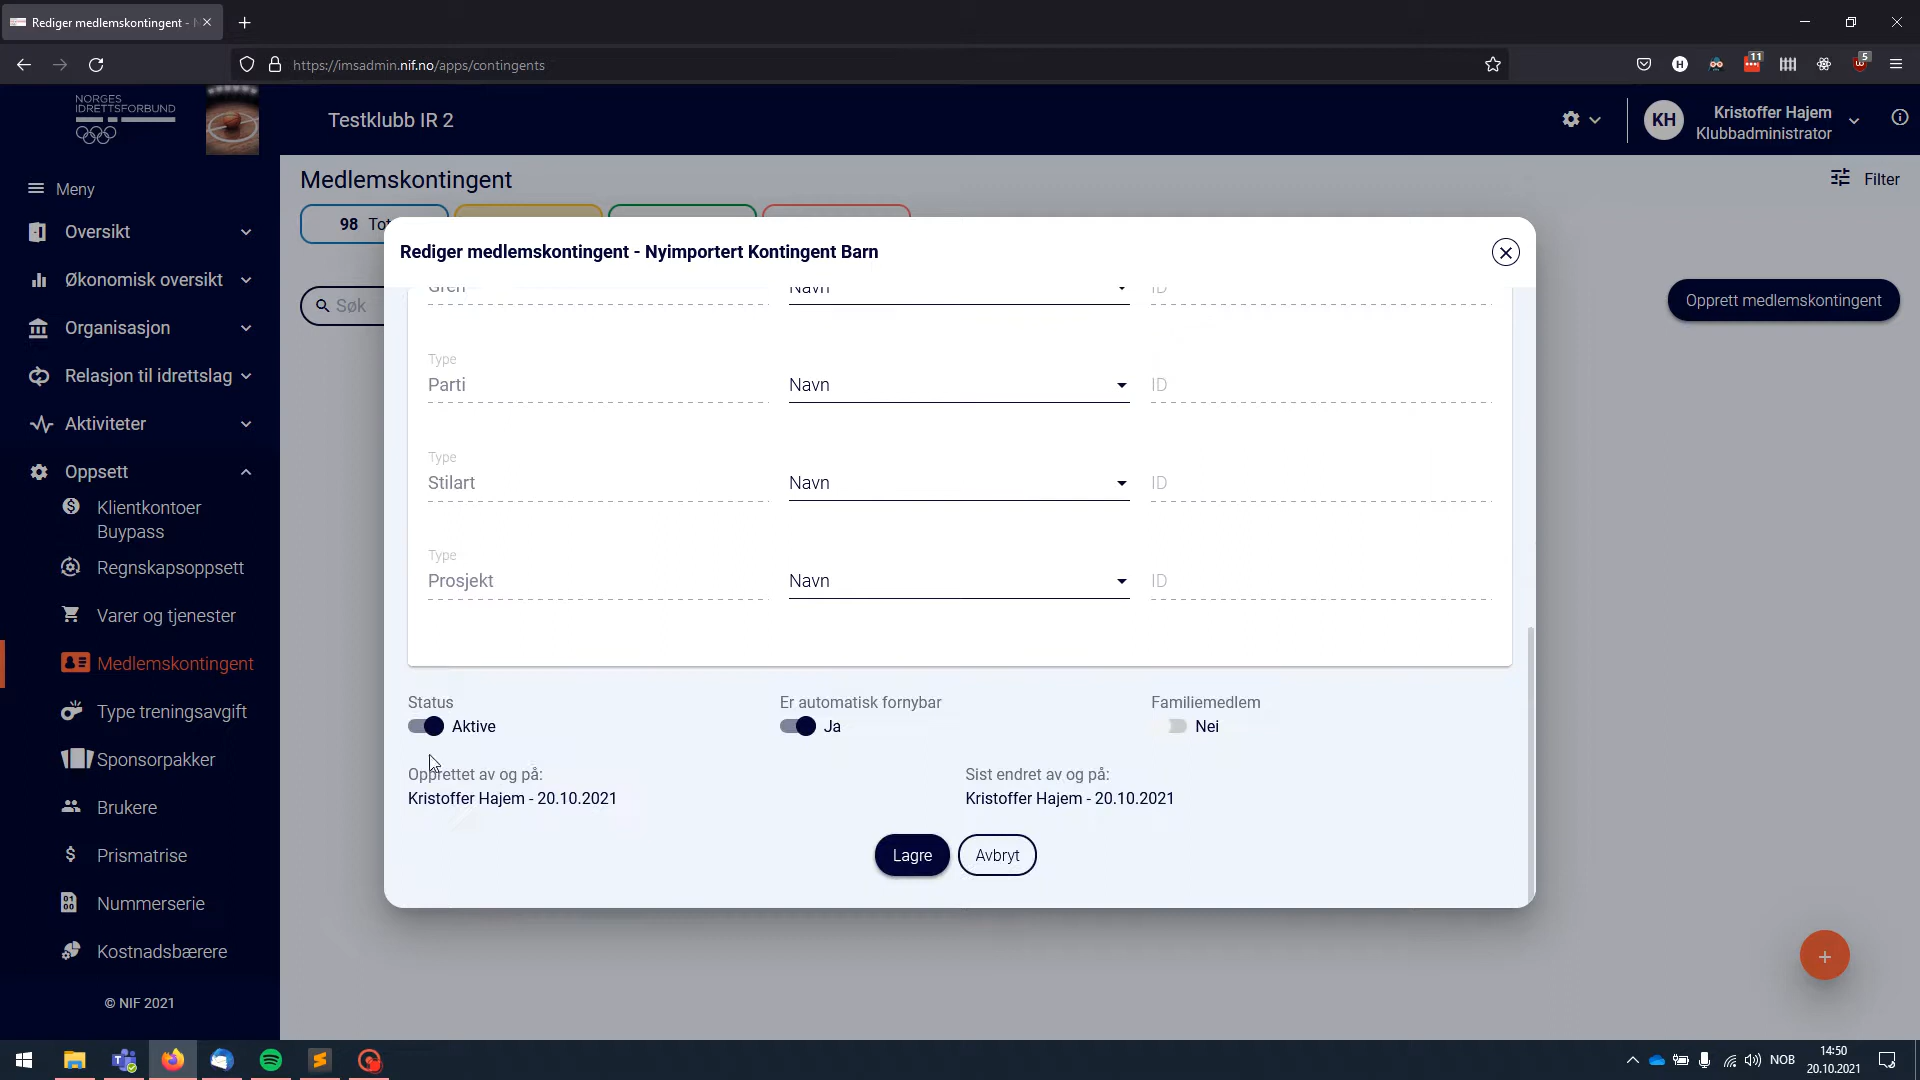 Rediger medlemskontingent -
https://imsadmin.nif.no/apps/contingents
11
5
NORGES
IDRETTSFORBUND
Testklubb IR 2
KH
Kristoffer Hajem
Klubbadministrator
Meny
Oversikt
Økonomisk oversikt
Organisasjon
Relasjon til idrettslag
Aktiviteter
Oppsett
Klientkontoer
Buypass
Regnskapsoppsett
Varer og tjenester
Medlemskontingent
Type treningsavgift
Sponsorpakker
Brukere
Prismatrise
Nummerserie
Kostnadsbærere
© NIF 2021
Medlemskontingent
Filter
98
Søk
Opprett medlemskontingent
Rediger medlemskontingent - Nyimportert Kontingent Barn
Gren Navn ID
Type
Parti Navn ID
Type
Stilart Navn ID
Type
Prosjekt Navn ID
Status Er automatisk fornybar Familiemedlem
Aktive Ja Nei
Opprettet av og på: Sist endret av og på:
Kristoffer Hajem - 20.10.2021 Kristoffer Hajem - 20.10.2021
Lagre Avbryt
+
NOB
14:50
20.10.2021